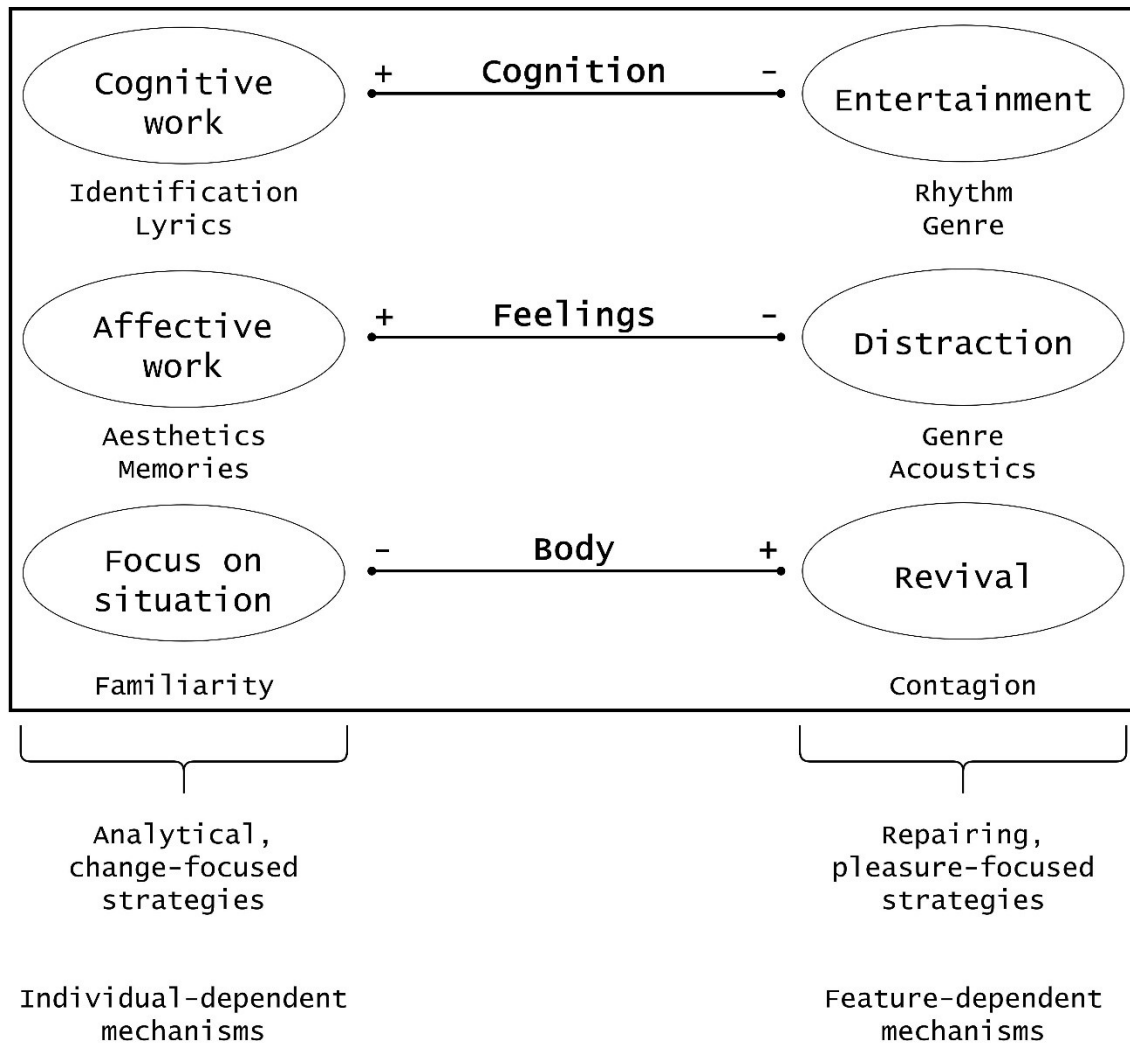 Cognitive
work
+ Cognition -
Entertainment
Identification
Lyrics
Rhythm
Genre
Affective
work
+ Feelings -
Distraction
Aesthetics
Memories
Genre
Acoustics
Focus on
situation
- Body +
Revival
Familiarity
Contagion
Analytical,
change-focused
strategies
Repairing,
pleasure-focused
strategies
Individual-dependent
mechanisms
Feature-dependent
mechanisms